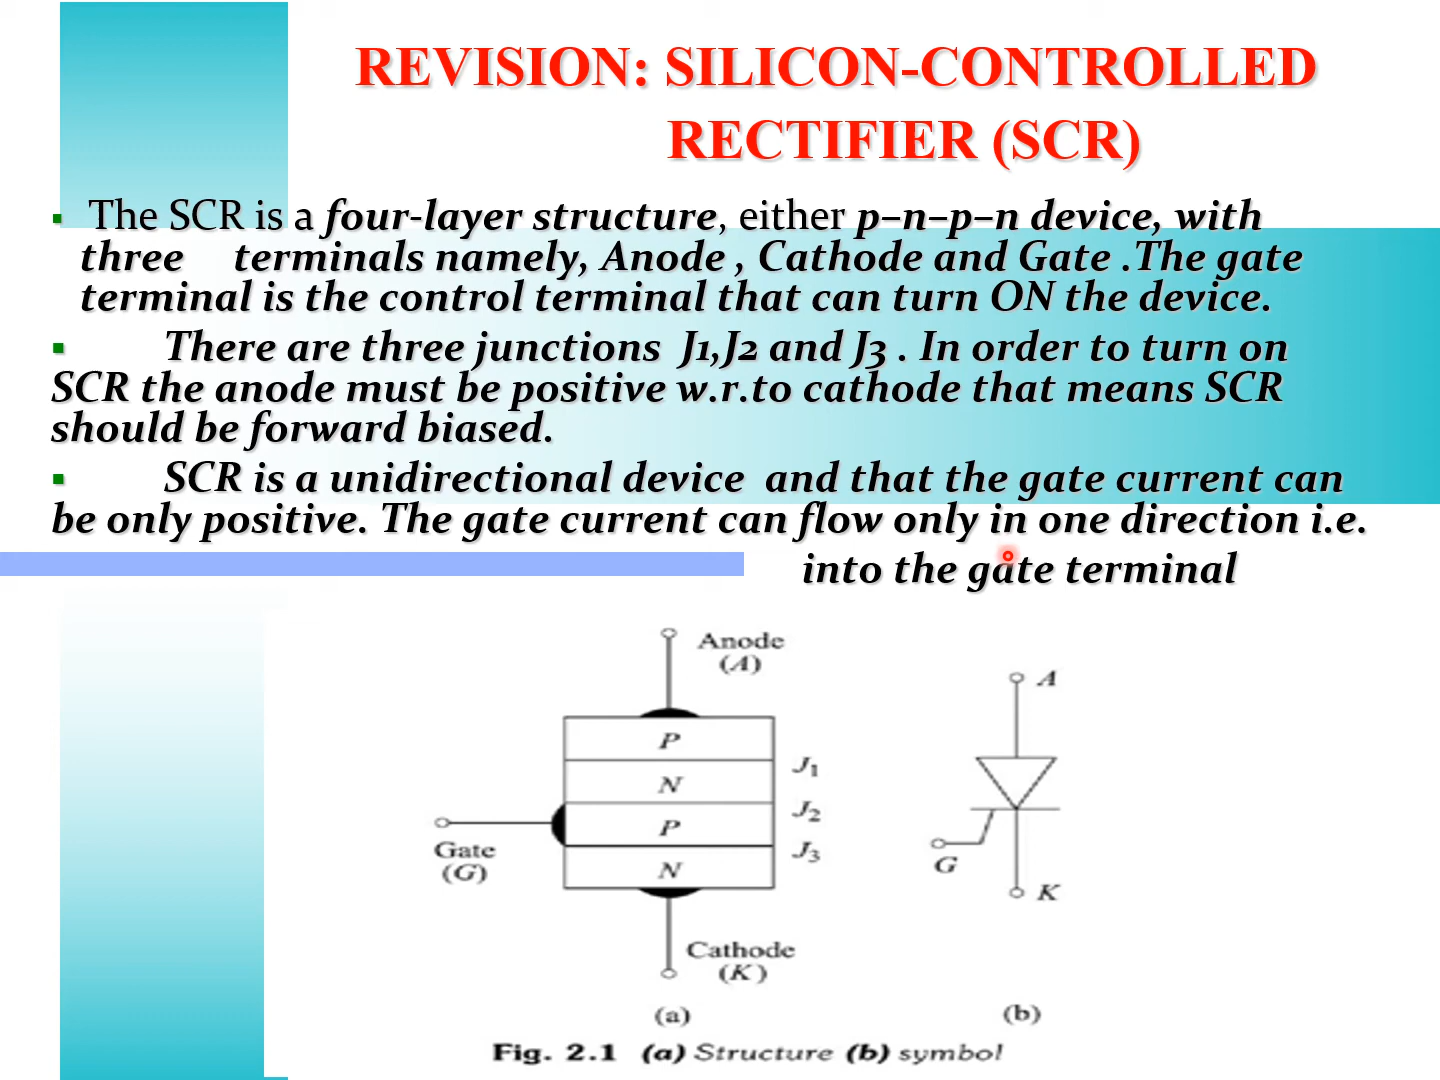 REVISION: SILICON-CONTROLLED
RECTIFIER (SCR)
▪ The SCR is a four-layer structure, either p–n–p–n device, with
three terminals namely, Anode , Cathode and Gate .The gate
terminal is the control terminal that can turn ON the device.
▪ There are three junctions J1,J2 and J3 . In order to turn on
SCR the anode must be positive w.r.to cathode that means SCR
should be forward biased.
▪ SCR is a unidirectional device and that the gate current can
be only positive. The gate current can flow only in one direction i.e.
into the gate terminal
Anode
(A)
P
N
P
N
J1
J2
J3
Gate
(G)
Cathode
(K)
(a)
A
G
K
(b)
Fig. 2.1 (a) Structure (b) symbol